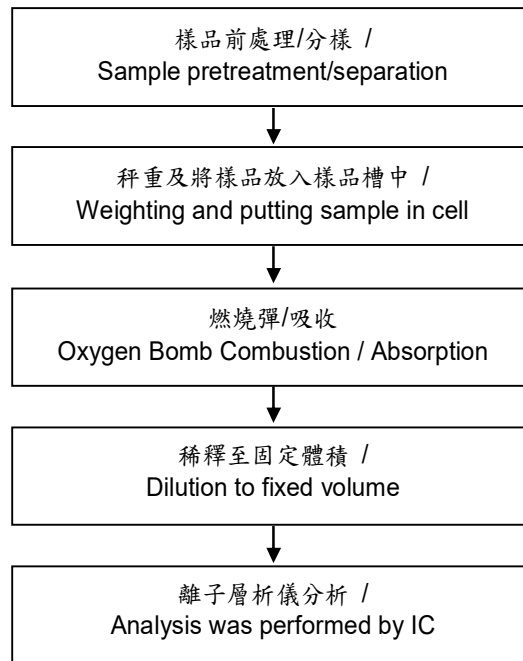 樣品前處理/分樣 /
Sample pretreatment/separation
秤重及將樣品放入樣品槽中 /
Weighting and putting sample in cell
燃燒彈/吸收
Oxygen Bomb Combustion / Absorption
稀釋至固定體積 /
Dilution to fixed volume
離子層析儀分析 /
Analysis was performed by IC